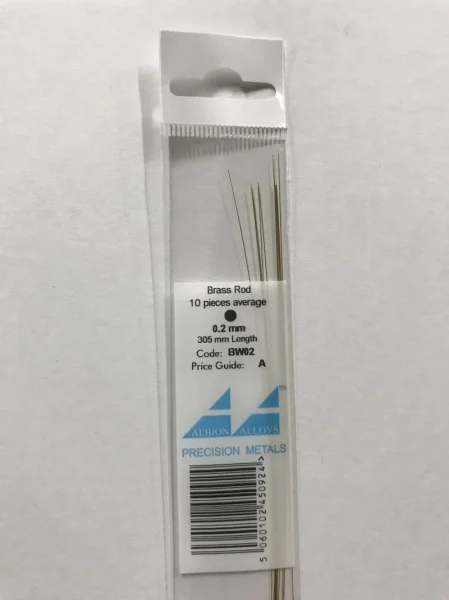 Brass Rod
10 pieces average
0.2 mm
305 mm Length
Code: BW02
Price Guide: A
TM
ALBION ALLOYS
PRECISION METALS
5 060102 450924 >